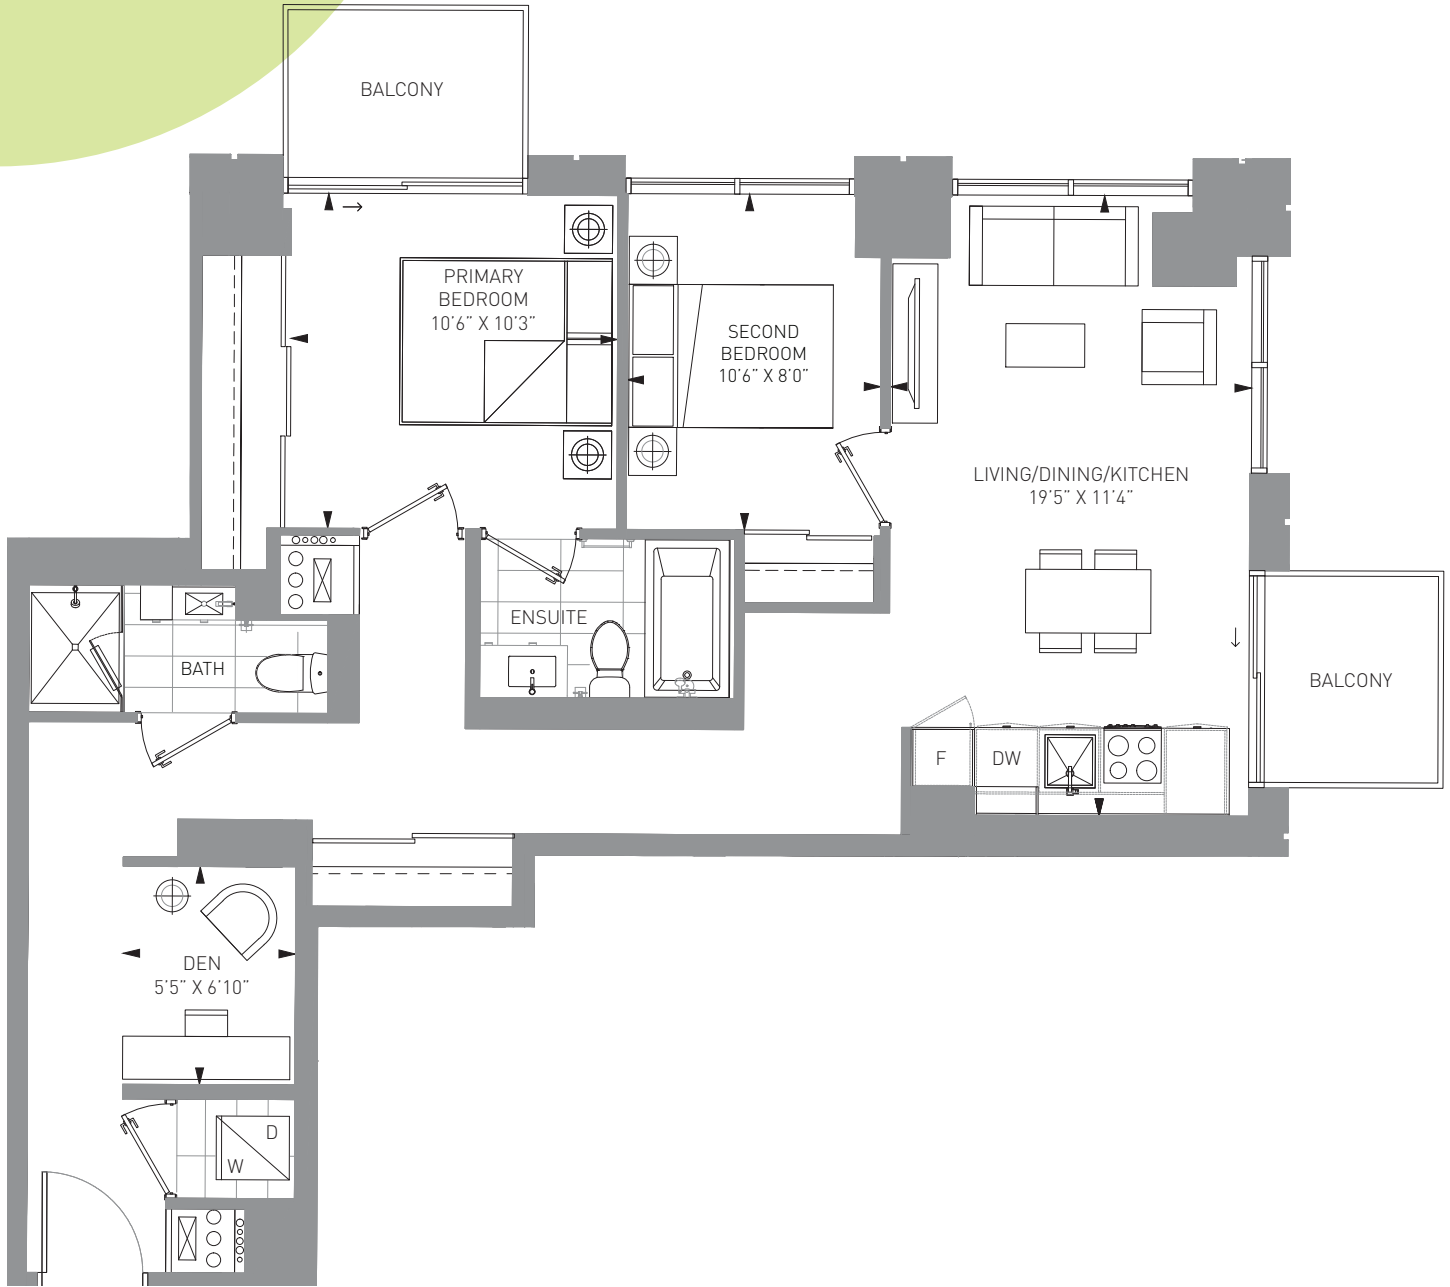 BALCONY
PRIMARY
BEDROOM
10'6" X 10'3"
SECOND
BEDROOM
10'6" X 8'0"
LIVING/DINING/KITCHEN
19'5" X 11'4"
ENSUITE
BATH
BALCONY
F
DW
DEN
5'5" X 6'10"
D
W